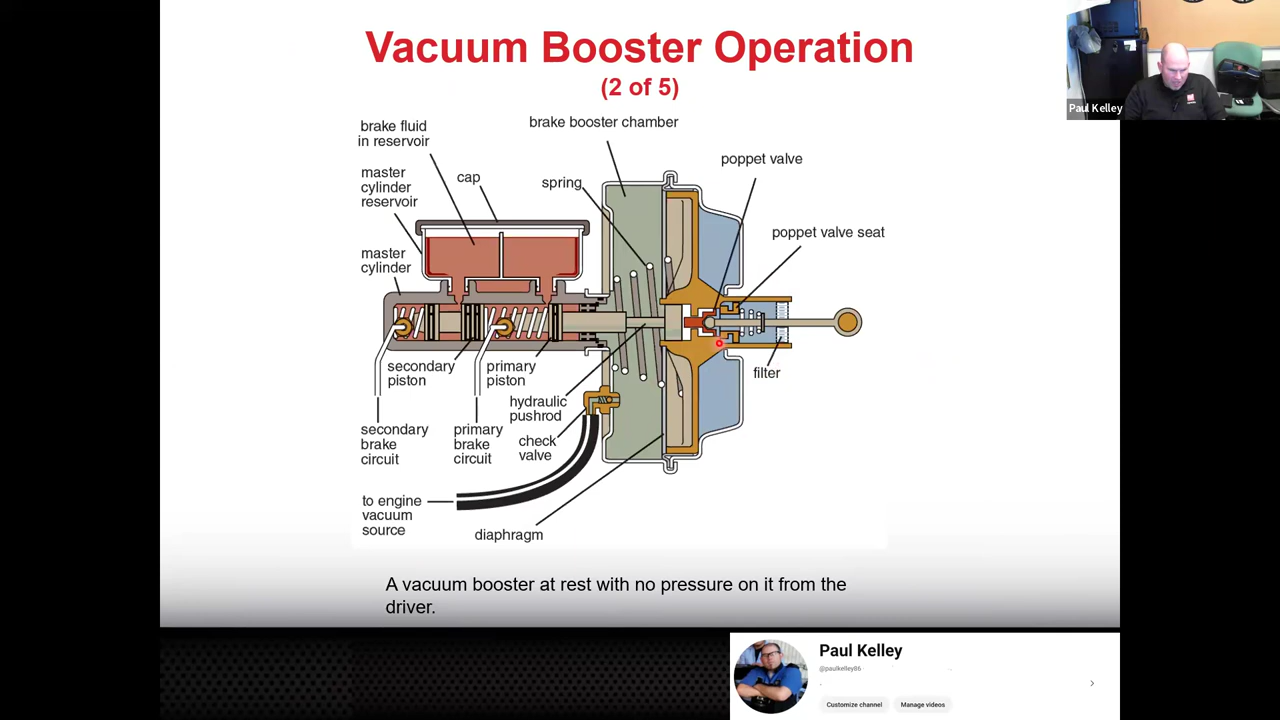 Vacuum Booster Operation
(2 of 5)
Paul Kelley
brake fluid
in reservoir
brake booster chamber
poppet valve
master
cylinder
reservoir
cap
spring
poppet valve seat
master
cylinder
secondary
piston
primary
piston
filter
hydraulic
pushrod
secondary
brake
circuit
primary
brake
circuit
check
valve
to engine
vacuum
source
diaphragm
A vacuum booster at rest with no pressure on it from the
driver.
Paul Kelley
@paulkelley86
Customize channel
Manage videos